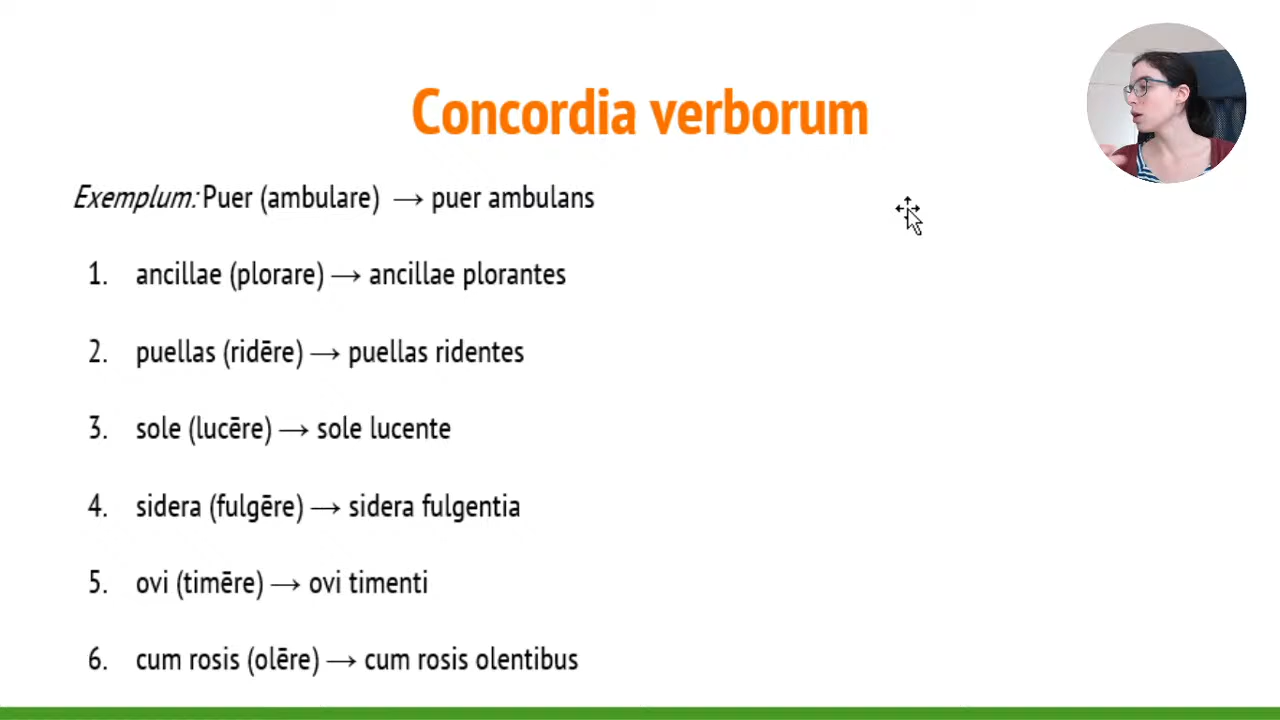 Concordia verborum
Exemplum: Puer (ambulare) → puer ambulans
1. ancillae (plorare) → ancillae plorantes
2. puellas (ridēre) → puellas ridentes
3. sole (lucēre) → sole lucente
4. sidera (fulgēre) → sidera fulgentia
5. ovi (timēre) → ovi timenti
6. cum rosis (olēre) → cum rosis olentibus